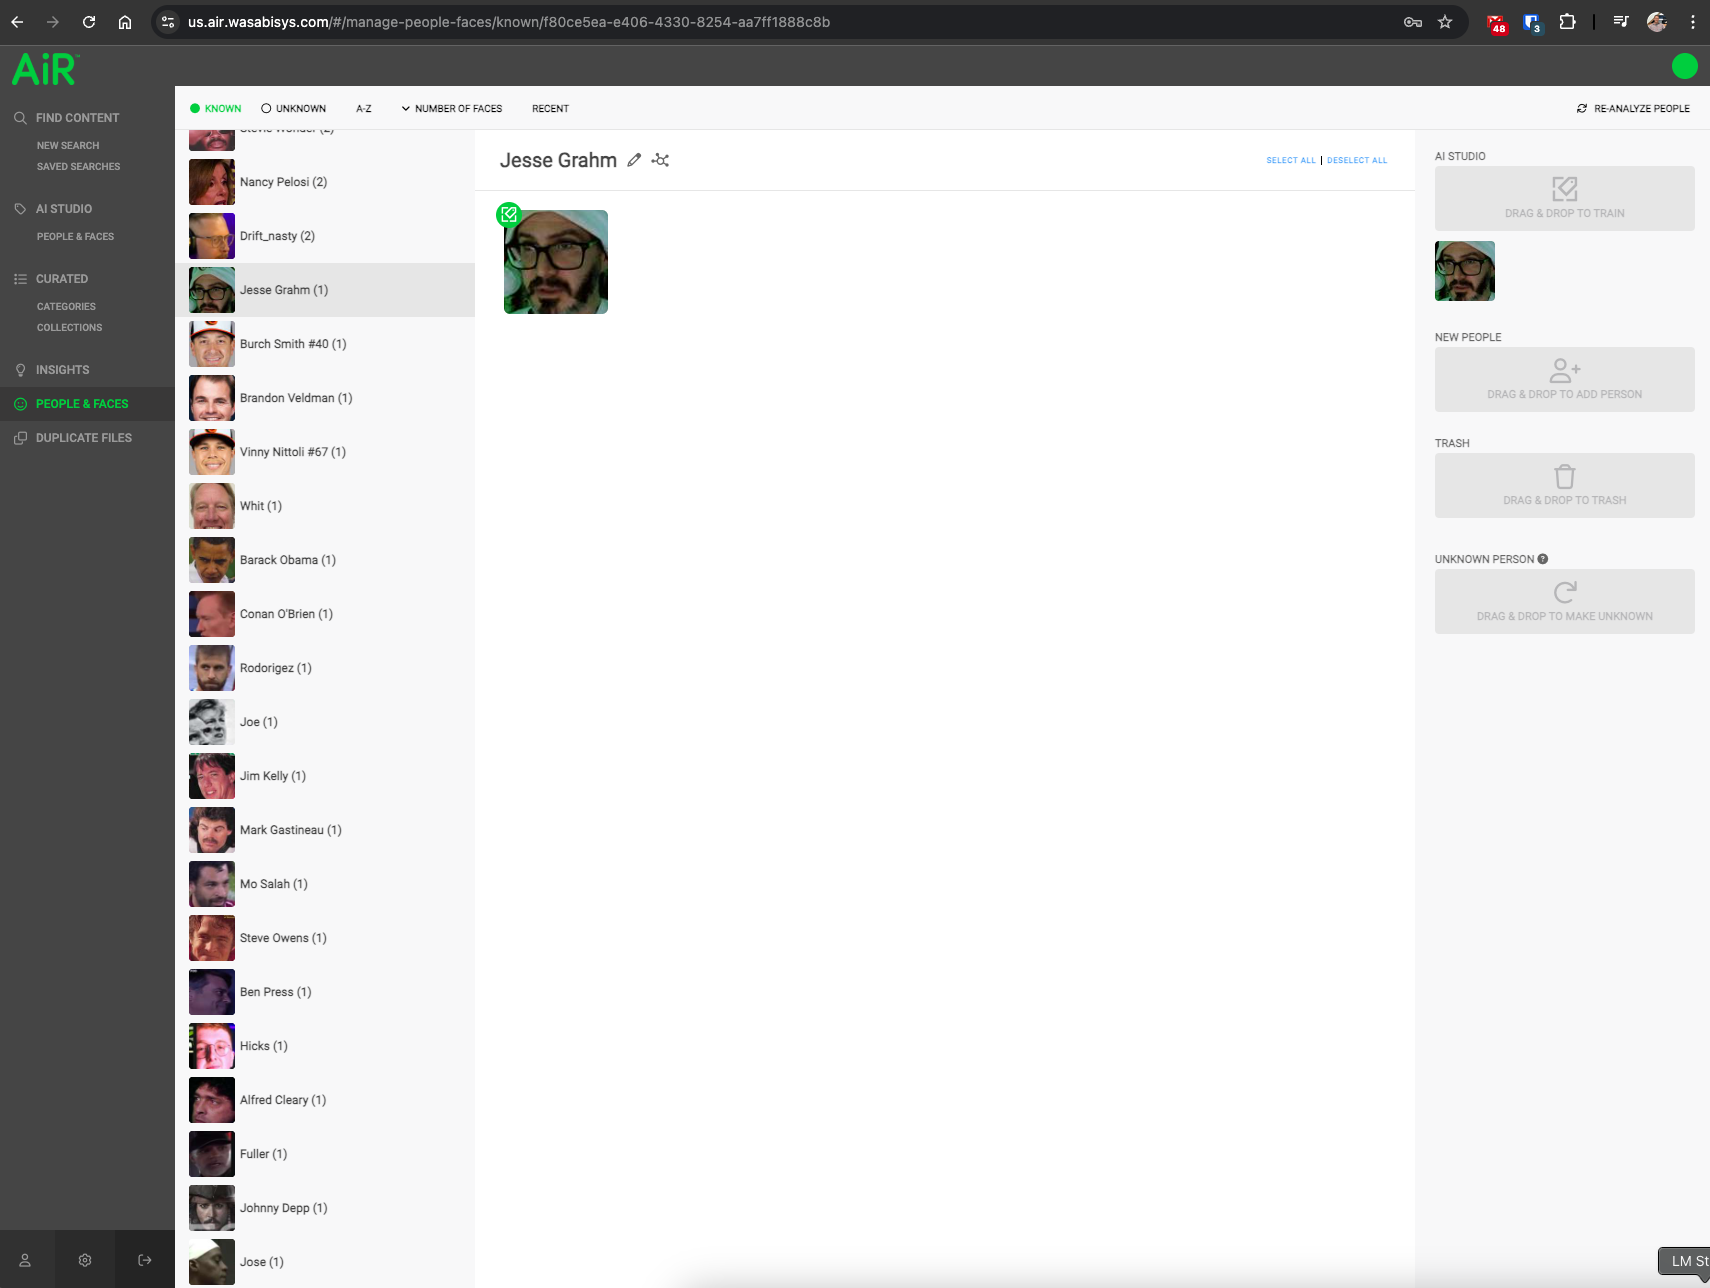 us.air.wasabisys.com/#/manage-people-faces/known/f80ce5ea-e406-4330-8254-aa7ff1888c8b
48
3
AiR
KNOWN
UNKNOWN
A-Z
NUMBER OF FACES
RECENT
RE-ANALYZE PEOPLE
FIND CONTENT
NEW SEARCH
SAVED SEARCHES
AI STUDIO
PEOPLE & FACES
CURATED
CATEGORIES
COLLECTIONS
INSIGHTS
PEOPLE & FACES
DUPLICATE FILES
Stevie Wonder (2)
Nancy Pelosi (2)
Drift_nasty (2)
Jesse Grahm (1)
Burch Smith #40 (1)
Brandon Veldman (1)
Vinny Nittoli #67 (1)
Whit (1)
Barack Obama (1)
Conan O'Brien (1)
Rodorigez (1)
Joe (1)
Jim Kelly (1)
Mark Gastineau (1)
Mo Salah (1)
Steve Owens (1)
Ben Press (1)
Hicks (1)
Alfred Cleary (1)
Fuller (1)
Johnny Depp (1)
Jose (1)
Jesse Grahm
SELECT ALL | DESELECT ALL
AI STUDIO
DRAG & DROP TO TRAIN
NEW PEOPLE
DRAG & DROP TO ADD PERSON
TRASH
DRAG & DROP TO TRASH
UNKNOWN PERSON ?
DRAG & DROP TO MAKE UNKNOWN
LM St